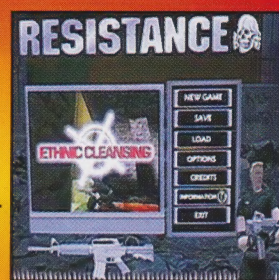 RESISTANCE
ETHNIC CLEANSING
NEW GAME
SAVE
LOAD
OPTIONS
CREDITS
INFORMATION
EXIT